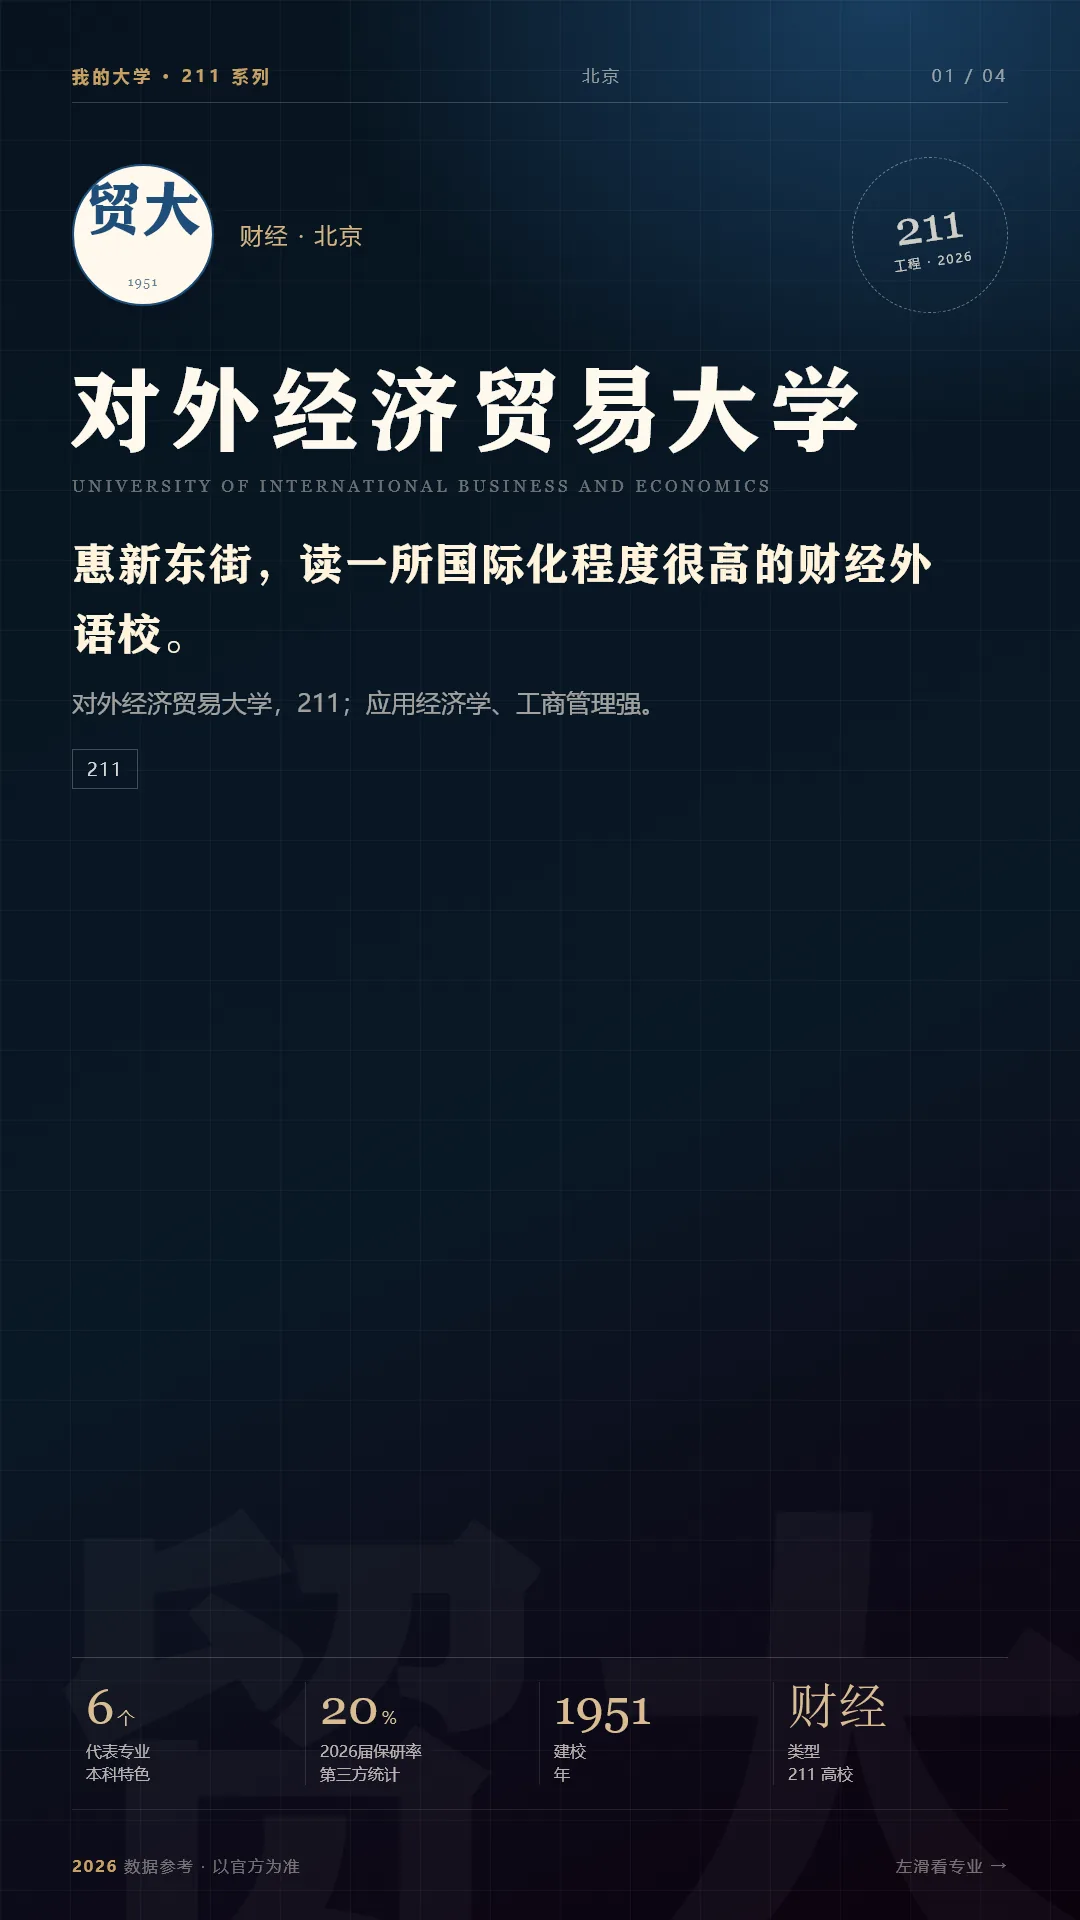 我的大学 · 211 系列
北京
01 / 04
贸大
1951
财经 · 北京
211
工程 · 2026
对外经济贸易大学
UNIVERSITY OF INTERNATIONAL BUSINESS AND ECONOMICS
惠新东街，读一所国际化程度很高的财经外
语校。
对外经济贸易大学，211；应用经济学、工商管理强。
211
贸大
6个
代表专业
本科特色
20%
2026届保研率
第三方统计
1951
建校
年
财经
类型
211 高校
2026 数据参考 · 以官方为准
左滑看专业 →